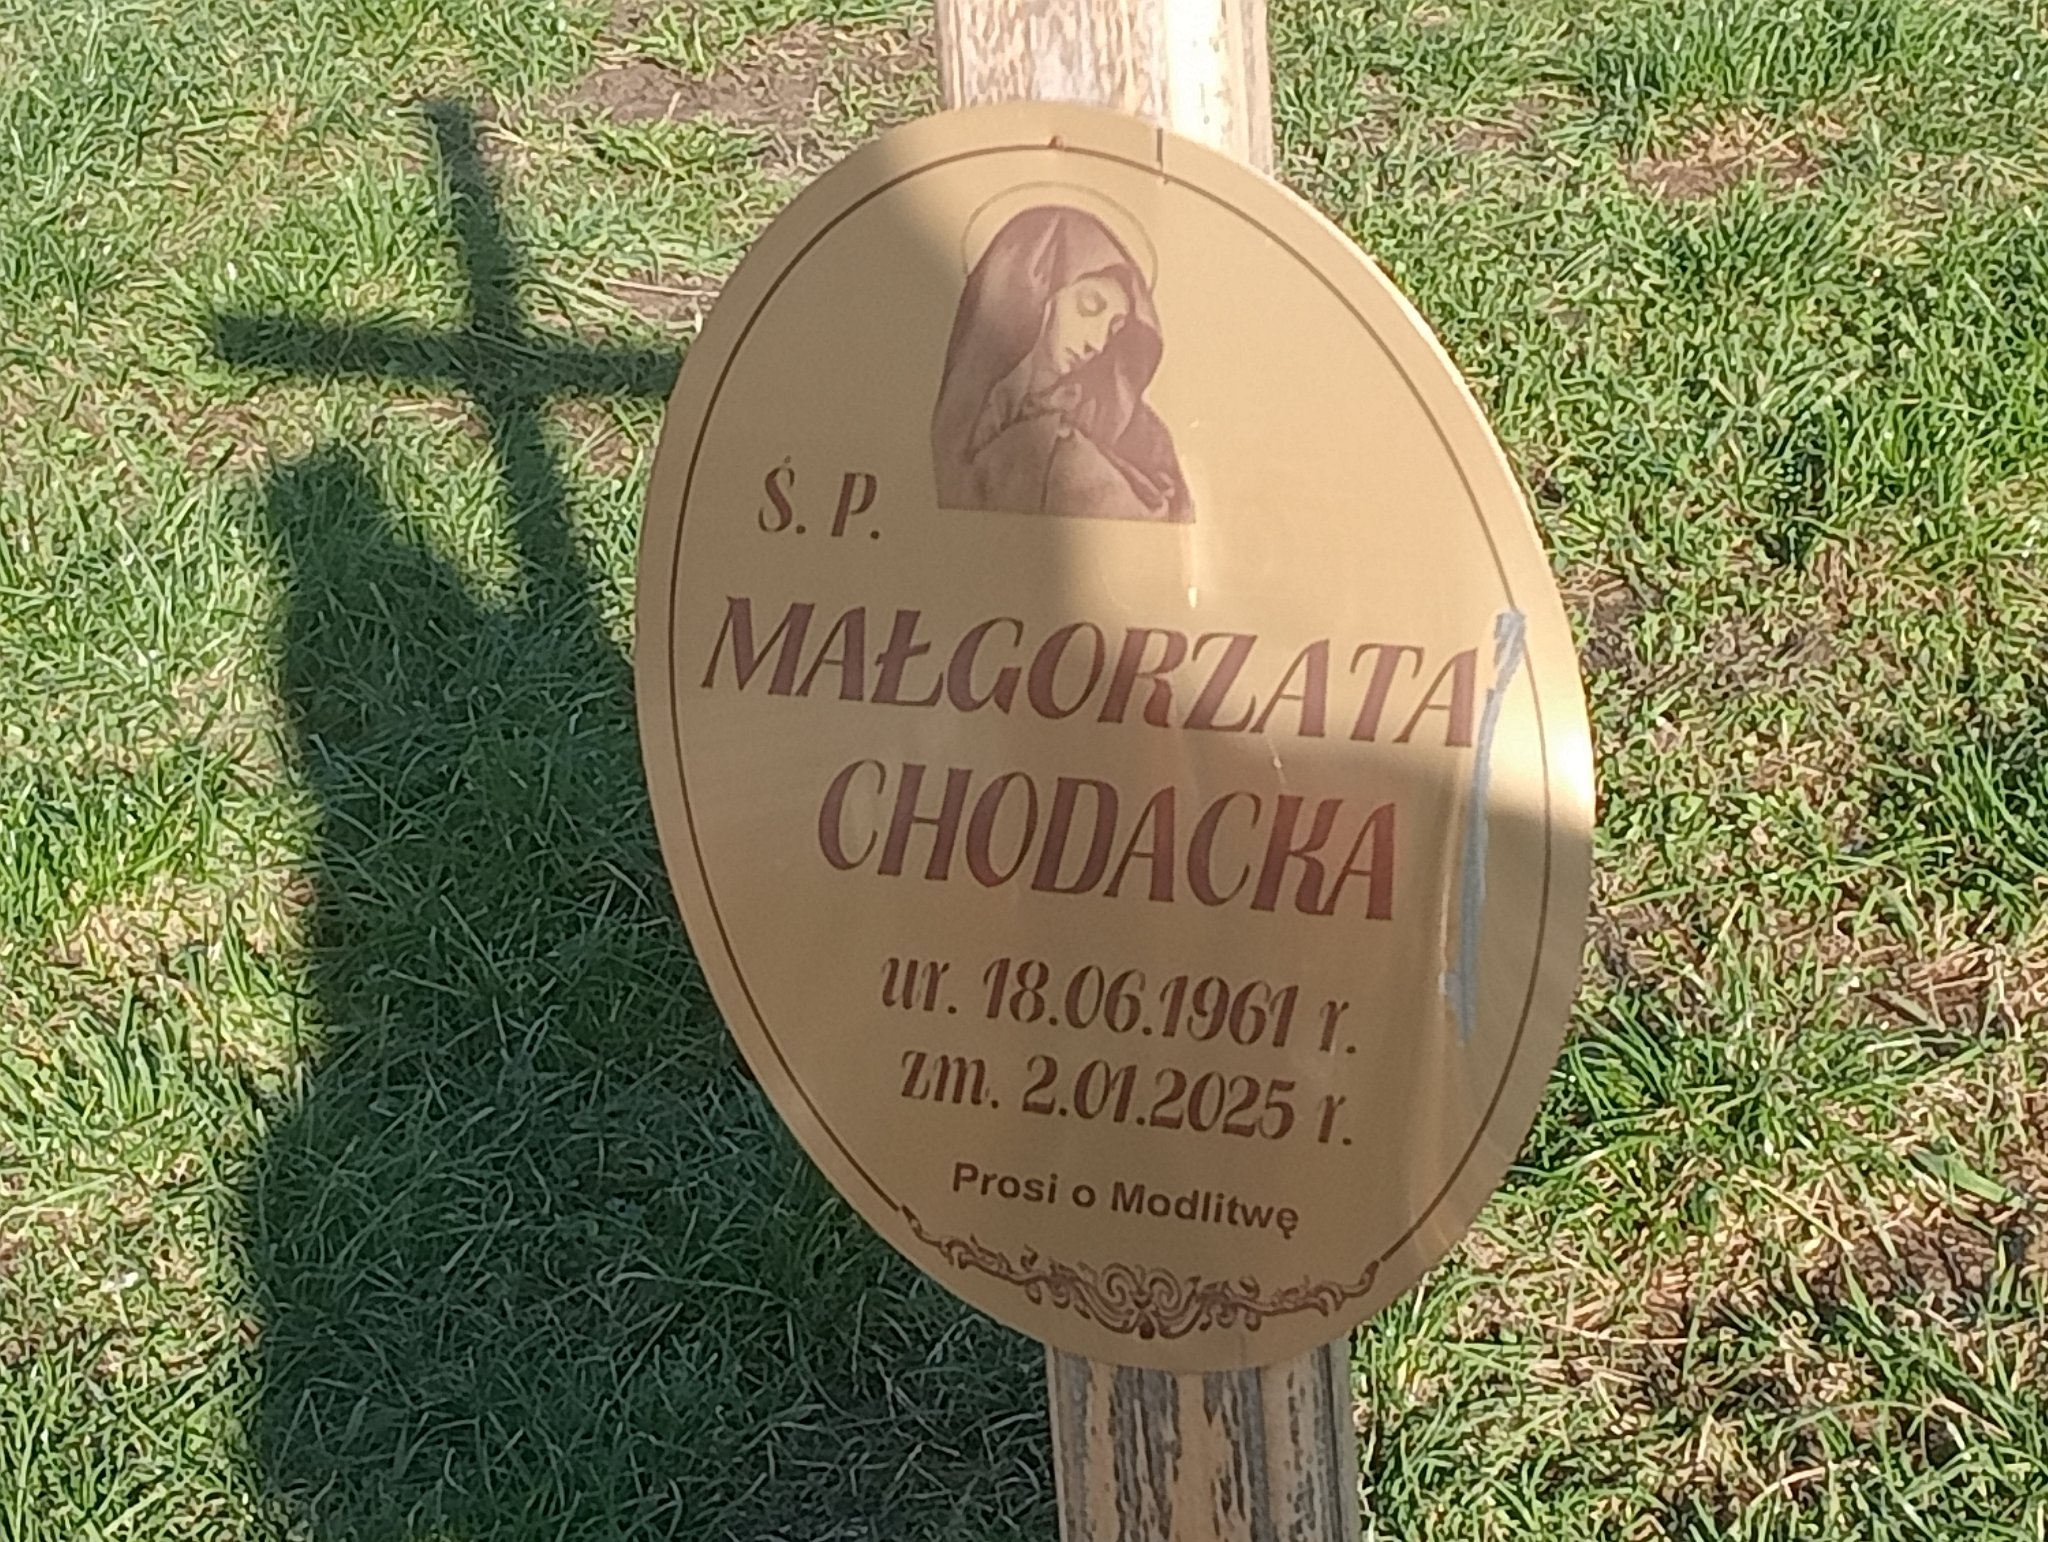 Ś. P.
MAŁGORZATA
CHODACKA
ur. 18.06.1961 r.
zm. 2.01.2025 r.
Prosi o Modlitwę